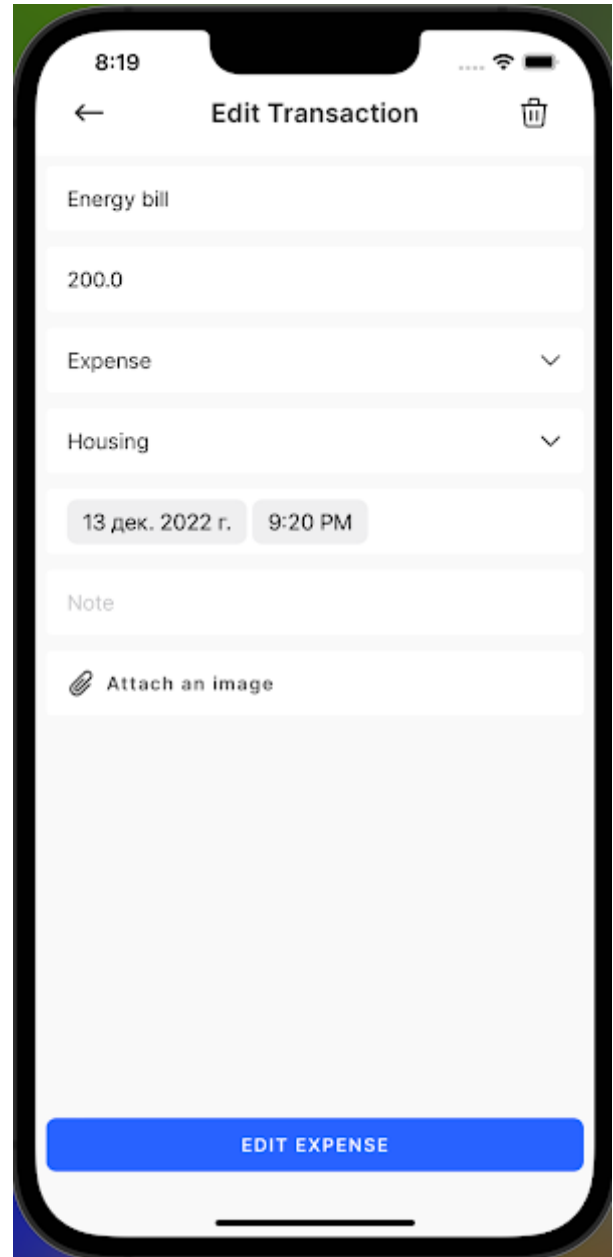 8:19
Edit Transaction
Energy bill
200.0
Expense
Housing
13 дек. 2022 г. 9:20 PM
Note
Attach an image
EDIT EXPENSE